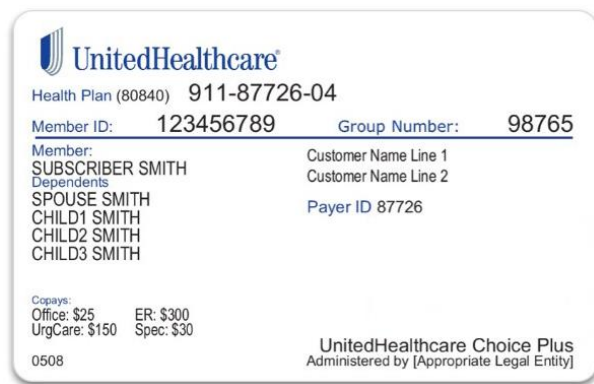 UnitedHealthcare®
Health Plan (80840) 911-87726-04
Member ID: 123456789 Group Number: 98765
Member:
SUBSCRIBER SMITH
Dependents
SPOUSE SMITH
CHILD1 SMITH
CHILD2 SMITH
CHILD3 SMITH
Customer Name Line 1
Customer Name Line 2
Payer ID 87726
Copays:
Office: $25 ER: $300
UrgCare: $150 Spec: $30
0508
UnitedHealthcare Choice Plus
Administered by [Appropriate Legal Entity]